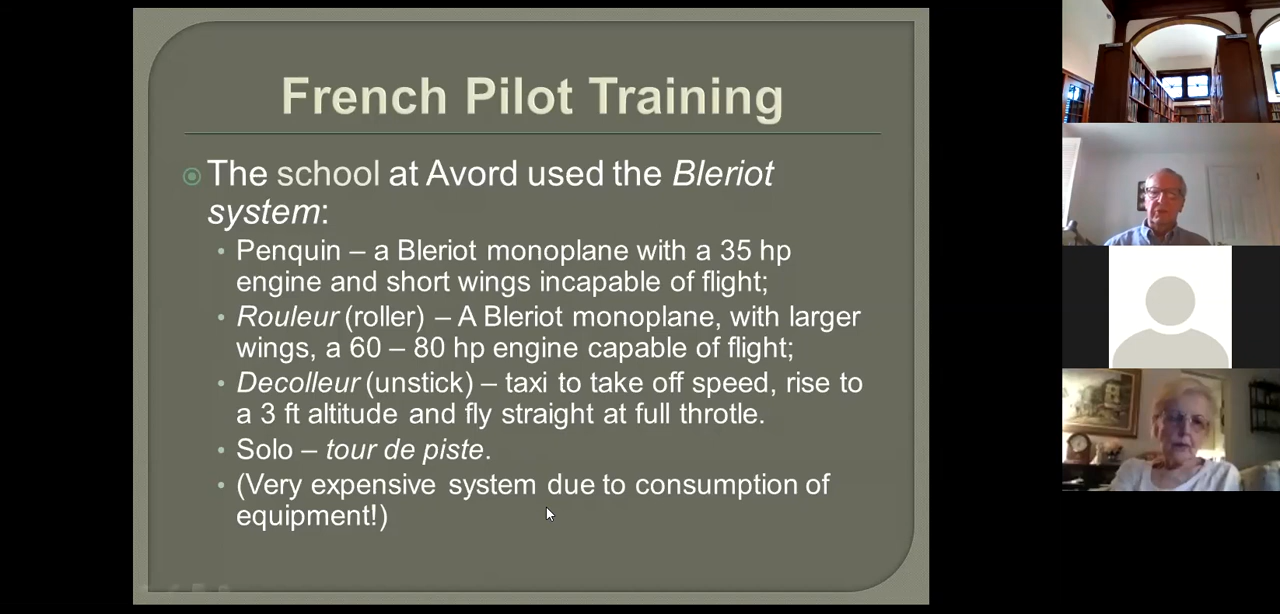 French Pilot Training
The school at Avord used the Bleriot
system:
Penquin – a Bleriot monoplane with a 35 hp
engine and short wings incapable of flight;
Rouleur (roller) – A Bleriot monoplane, with larger
wings, a 60 – 80 hp engine capable of flight;
Decolleur (unstick) – taxi to take off speed, rise to
a 3 ft altitude and fly straight at full throtle.
Solo – tour de piste.
(Very expensive system due to consumption of
equipment!)